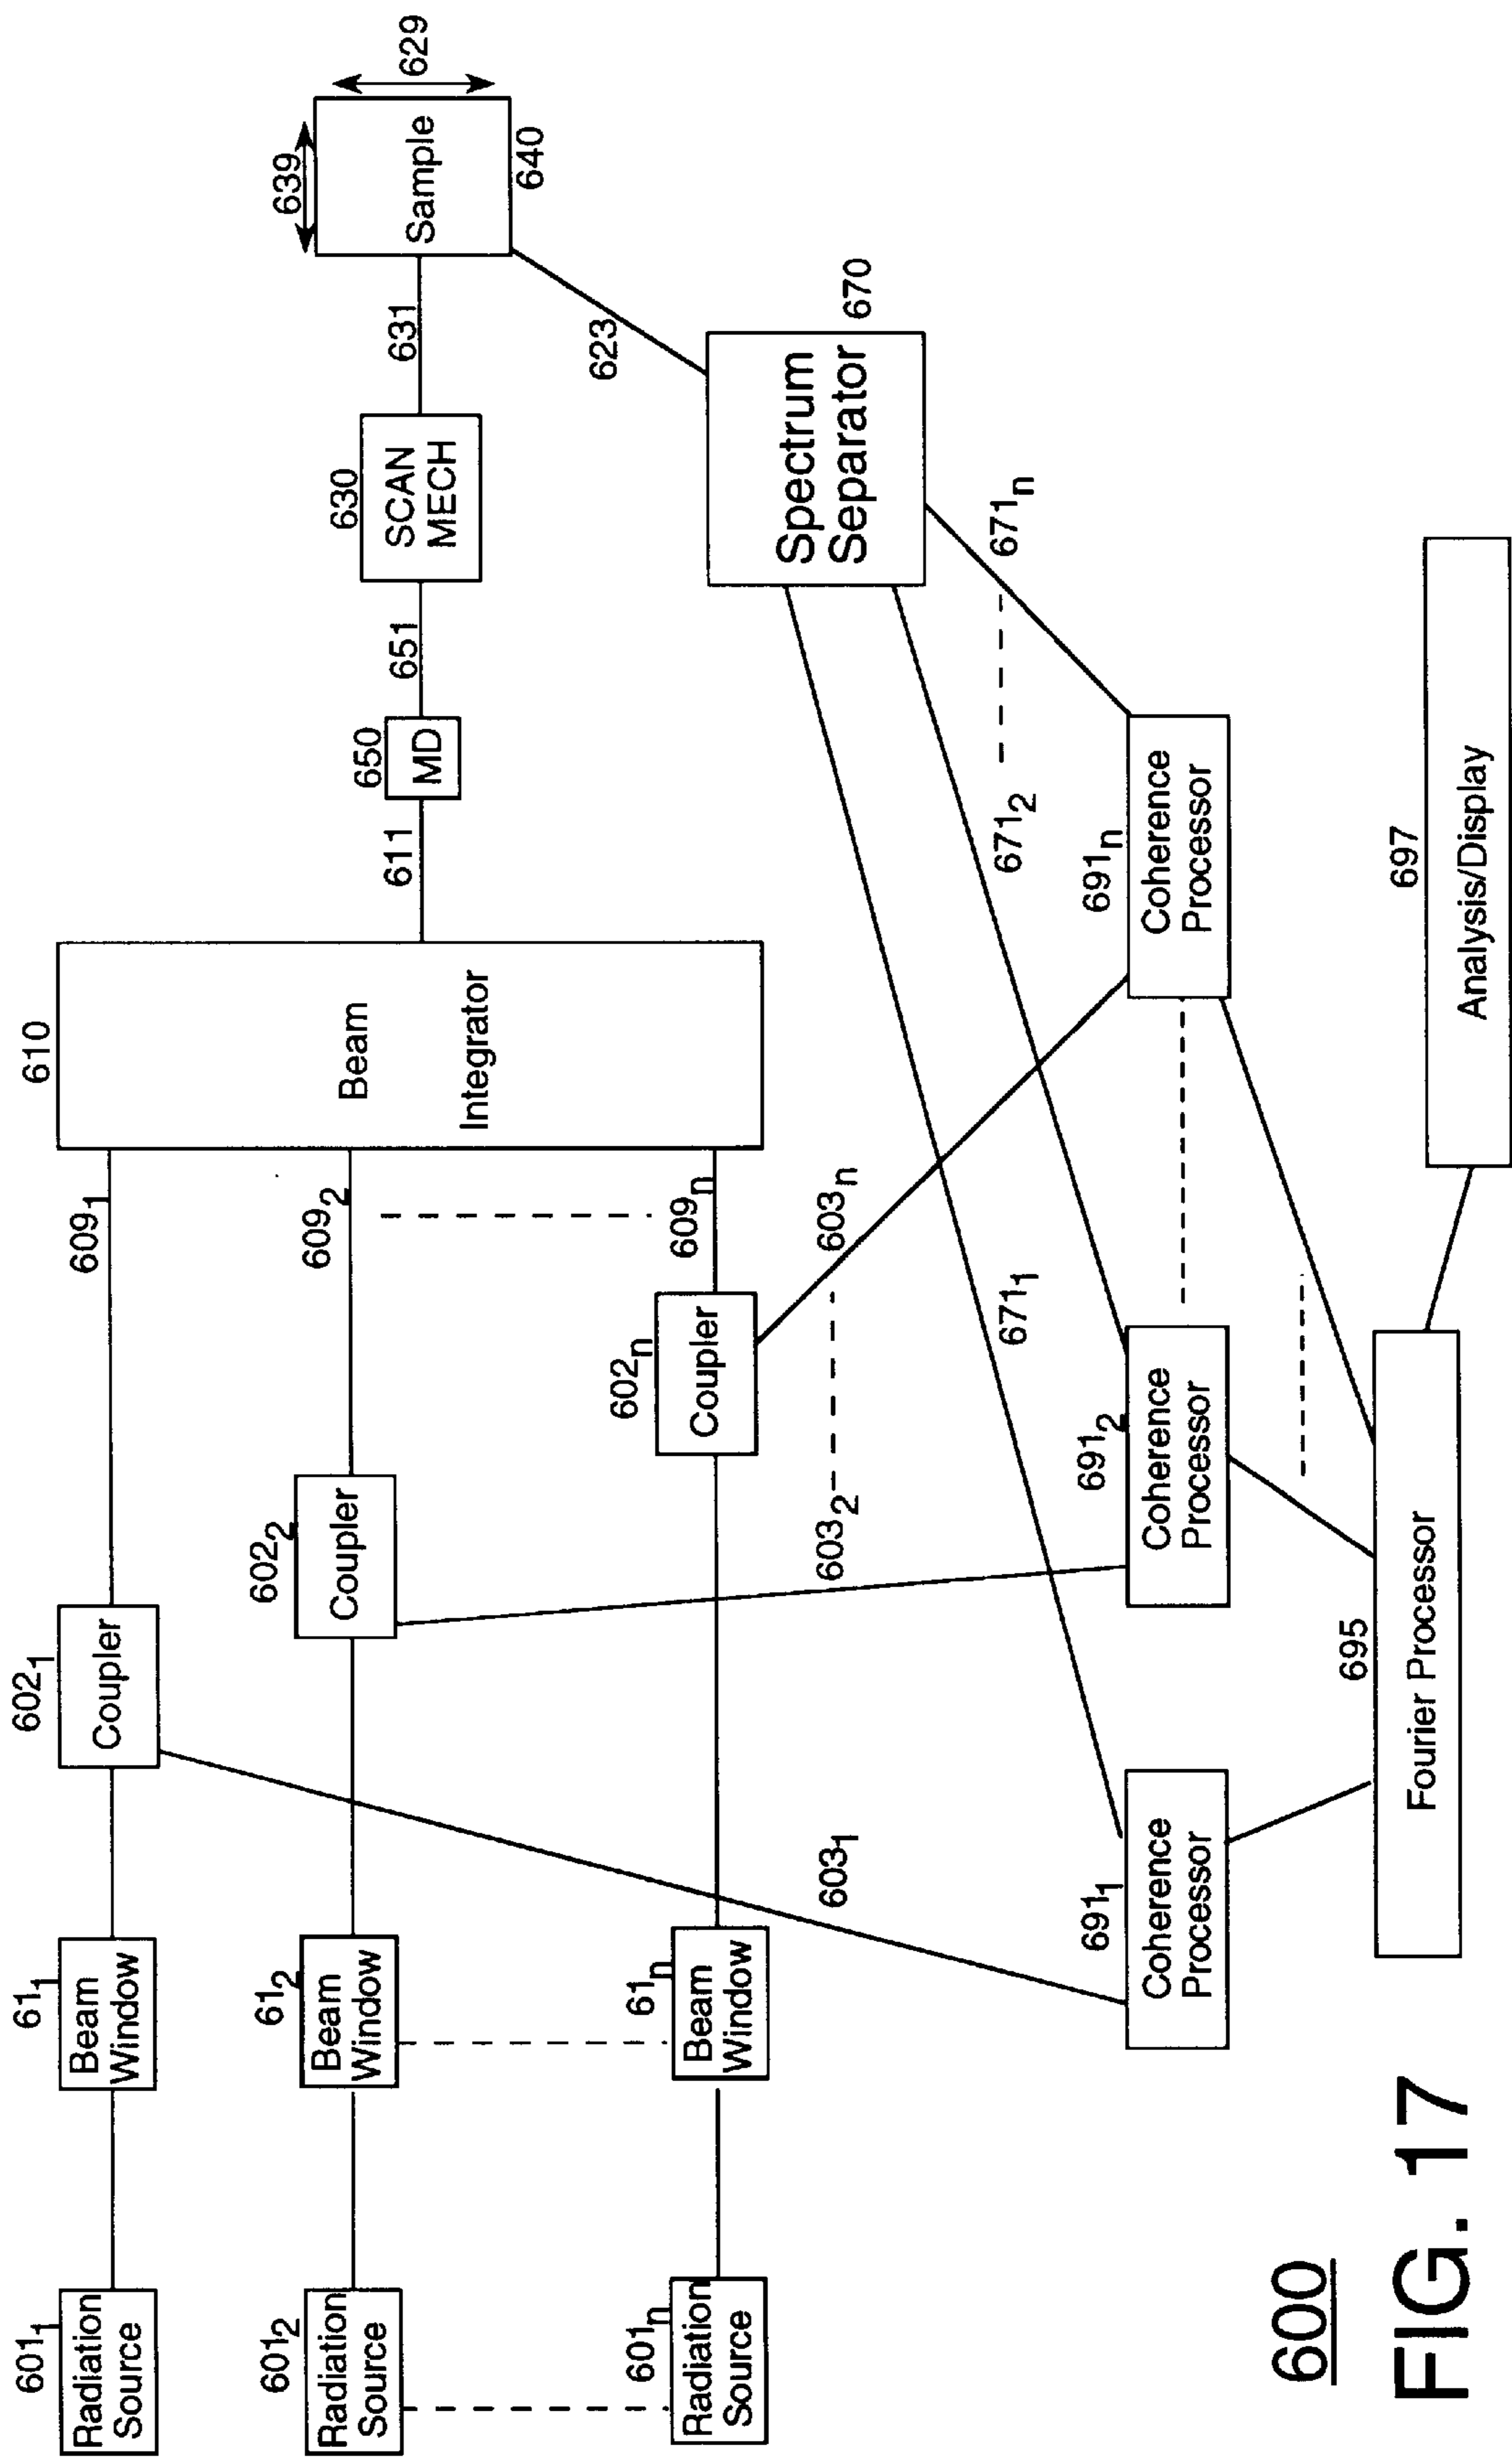 601₁
Radiation
Source
61₁
Beam
Window
602₁
Coupler
609₁
610
Beam
Integrator
601₂
Radiation
Source
61₂
Beam
Window
602₂
Coupler
609₂
601ₙ
Radiation
Source
61ₙ
Beam
Window
602ₙ
Coupler
609ₙ
611
650
MD
651
630
SCAN
MECH
631
639
629
Sample
640
623
670
Spectrum
Separator
603₁
603₂
603ₙ
671₁
671₂
671ₙ
691₁
Coherence
Processor
691₂
Coherence
Processor
691ₙ
Coherence
Processor
695
Fourier Processor
697
Analysis/Display
600
FIG. 17